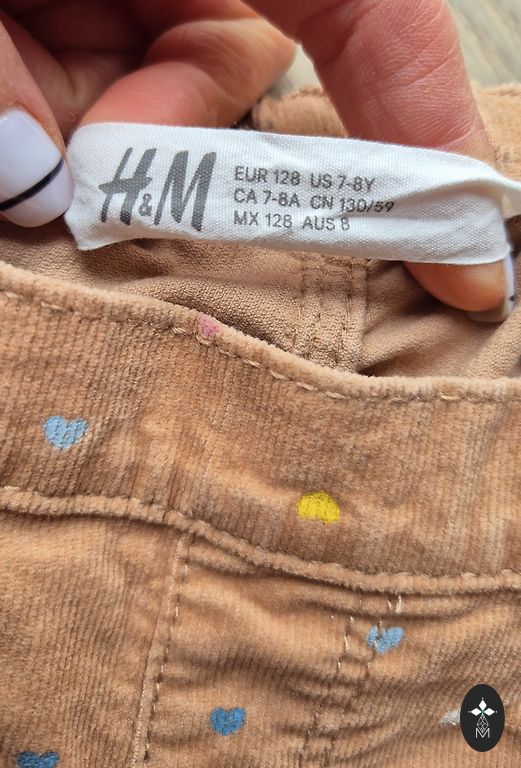 H&M
EUR 128 US 7-8Y
CA 7-8A CN 130/59
MX 128 AUS 8
M